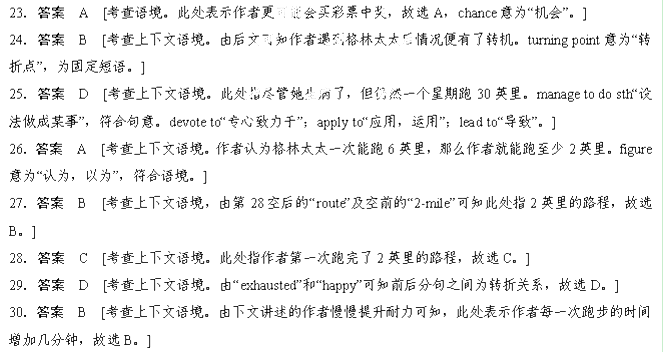 23. 答案 A [考查语境。此处表示作者更可能会买彩票中奖，故选 A，chance 意为“机会”。]
24. 答案 B [考查上下文语境。由后文可知作者遇到格林太太后情况便有了转机。turning point 意为“转
折点”，为固定短语。]
25. 答案 D [考查上下文语境。此处指尽管她生病了，但仍然一个星期跑 30 英里。manage to do sth“设
法做成某事”，符合句意。devote to“专心致力于”；apply to“应用，运用”；lead to“导致”。]
26. 答案 A [考查上下文语境。作者认为格林太太一次能跑 6 英里，那么作者就能跑至少 2 英里。figure
意为“认为，以为”，符合语境。]
27. 答案 B [考查上下文语境，由第 28 空后的“route”及空前的“2-mile”可知此处指 2 英里的路程，故选
B。]
28. 答案 C [考查上下文语境。此处指作者第一次跑完了 2 英里的路程，故选 C。]
29. 答案 D [考查上下文语境。由“exhausted”和“happy”可知前后分句之间为转折关系，故选 D。]
30. 答案 B [考查上下文语境。由下文讲述的作者慢慢提升耐力可知，此处表示作者每一次跑步的时间
增加几分钟，故选 B。]